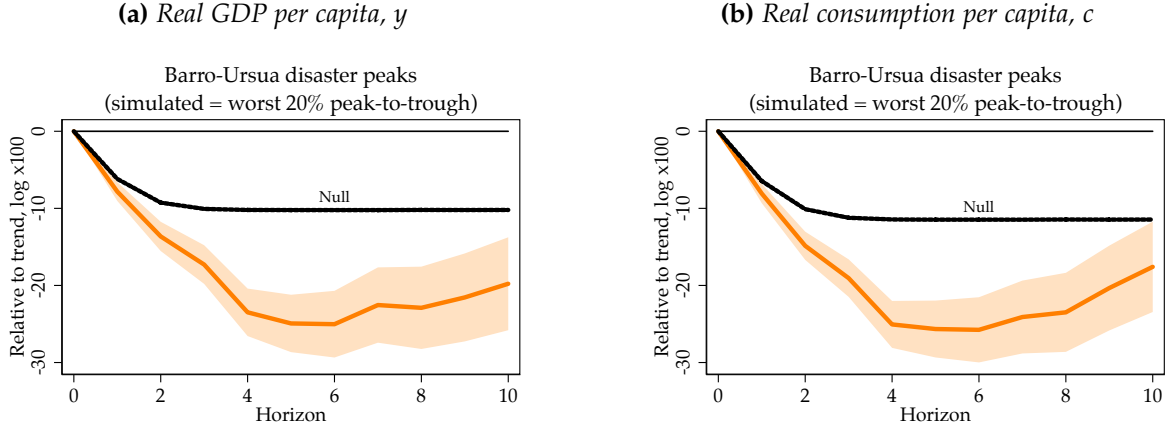 (a) Real GDP per capita, y
Barro-Ursua disaster peaks
(simulated = worst 20% peak-to-trough)
Relative to trend, log x100
0
-10
-20
-30
Null
0 2 4 6 8 10
Horizon
(b) Real consumption per capita, c
Barro-Ursua disaster peaks
(simulated = worst 20% peak-to-trough)
Relative to trend, log x100
0
-10
-20
-30
Null
0 2 4 6 8 10
Horizon